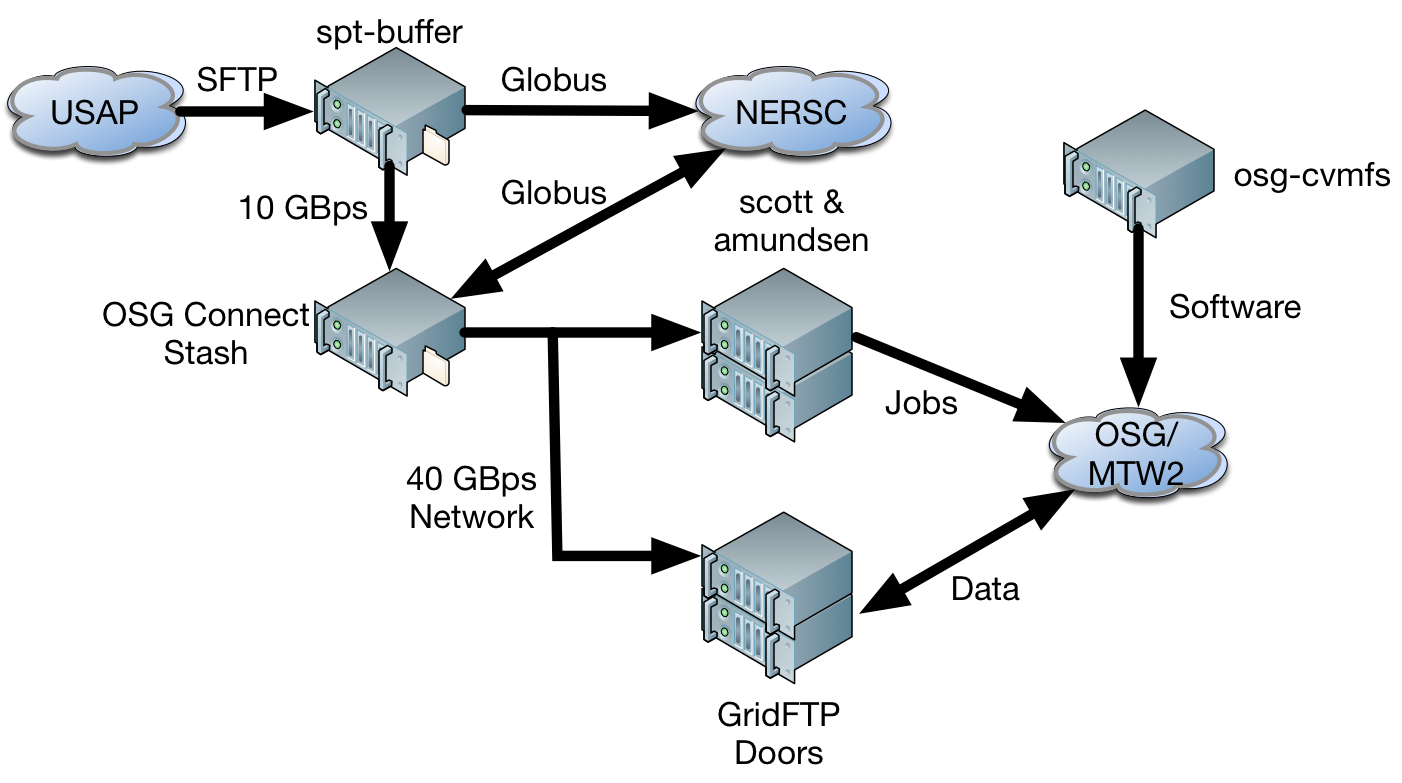 spt-buffer
USAP
SFTP
Globus
NERSC
10 GBps
Globus
scott &
amundsen
osg-cvmfs
OSG Connect
Stash
Software
Jobs
OSG/
MTW2
40 GBps
Network
Data
GridFTP
Doors